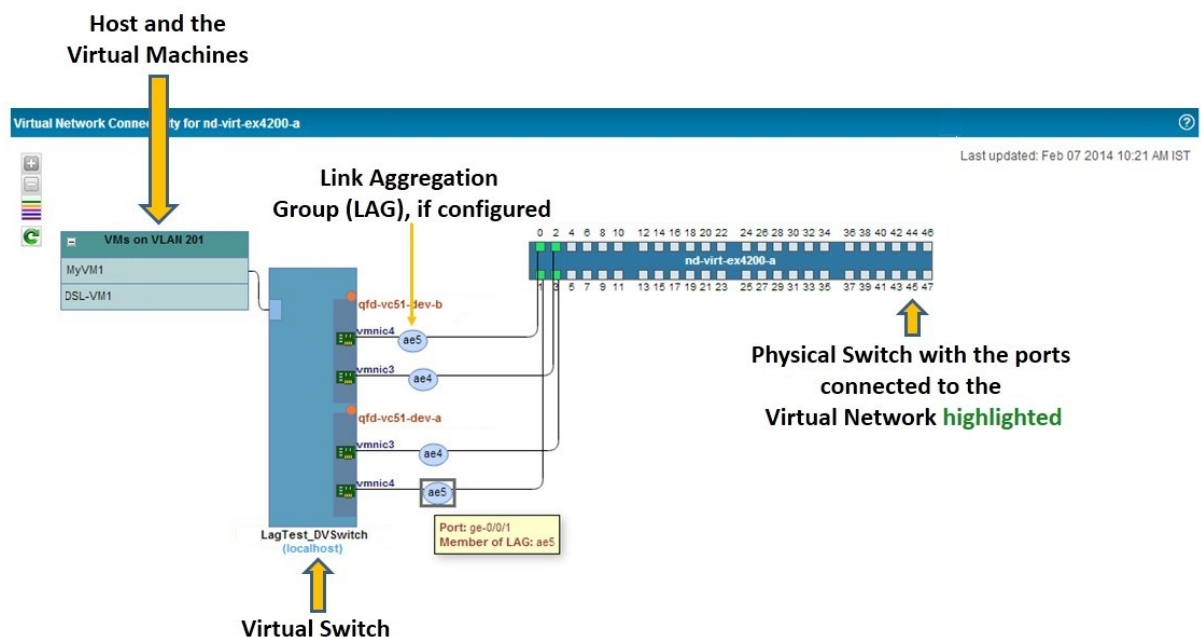 Host and the
Virtual Machines
Virtual Network Connectivity for nd-virt-ex4200-a
Last updated: Feb 07 2014 10:21 AM IST
Link Aggregation
Group (LAG), if configured
VMs on VLAN 201
MyVM1
DSL-VM1
0 2 4 6 8 10 12 14 16 18 20 22 24 26 28 30 32 34 36 38 40 42 44 46
nd-virt-ex4200-a
1 3 5 7 9 11 13 15 17 19 21 23 25 27 29 31 33 35 37 39 41 43 45 47
qfd-vc51-dev-b
vmnic4 ae5
vmnic3 ae4
qfd-vc51-dev-a
vmnic3 ae4
vmnic4 ae5
Physical Switch with the ports
connected to the
Virtual Network highlighted
Port: ge-0/0/1
Member of LAG: ae5
LagTest_DVSwitch
(localhost)
Virtual Switch